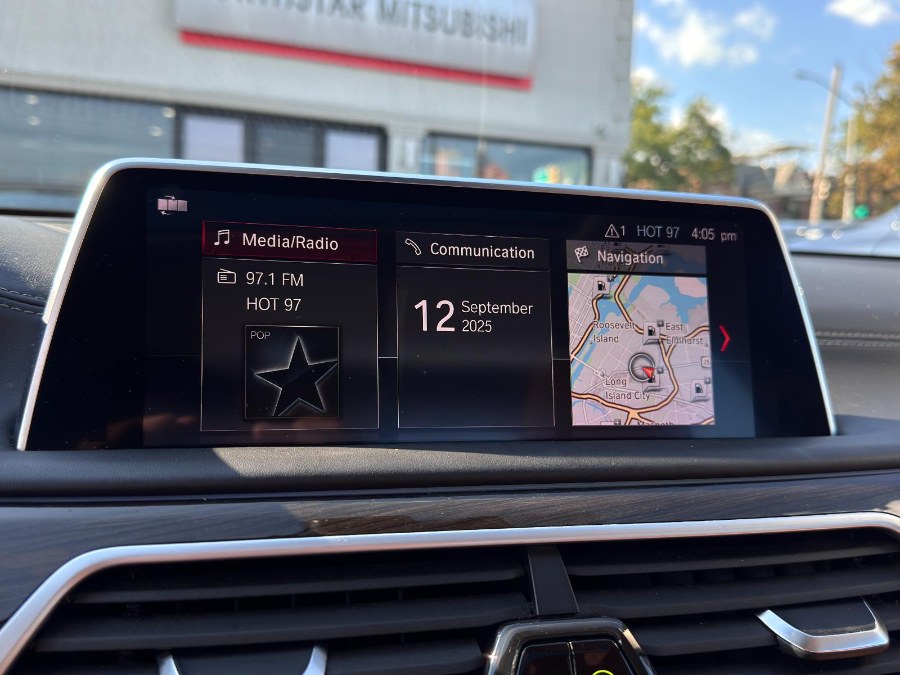 MITSUBISHI
1 HOT 97 4:05 pm
Media/Radio
97.1 FM
HOT 97
POP
Communication
12 September
2025
Navigation
Roosevelt
Island
East
Elmhurst
Long
Island City